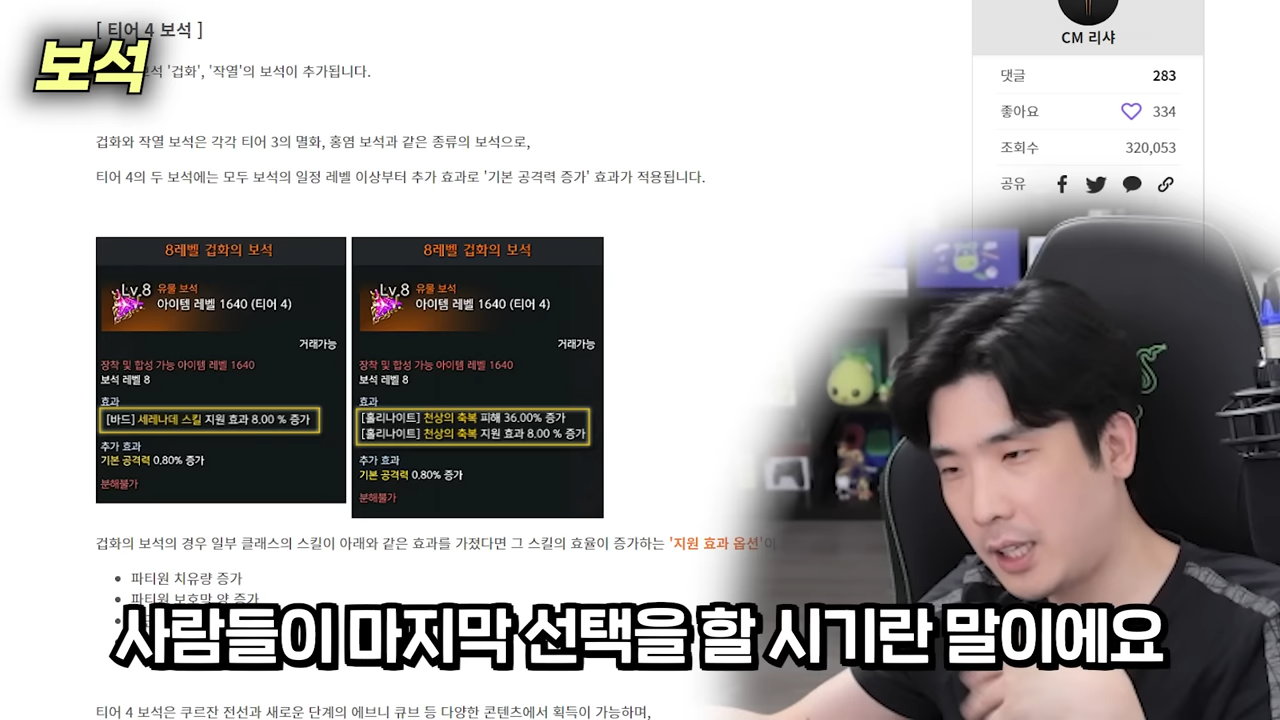 [ 티어 4 보석 ]
보석
보석 '겁화', '작열'의 보석이 추가됩니다.
겁화와 작열 보석은 각각 티어 3의 멸화, 홍염 보석과 같은 종류의 보석으로,
티어 4의 두 보석에는 모두 보석의 일정 레벨 이상부터 추가 효과로 '기본 공격력 증가' 효과가 적용됩니다.
8레벨 겁화의 보석
Lv.8
유물 보석
아이템 레벨 1640 (티어 4)
거래가능
장착 및 합성 가능 아이템 레벨 1640
보석 레벨 8
효과
[바드] 세레나데 스킬 지원 효과 8.00 % 증가
추가 효과
기본 공격력 0.80% 증가
분해불가
8레벨 겁화의 보석
Lv.8
유물 보석
아이템 레벨 1640 (티어 4)
거래가능
장착 및 합성 가능 아이템 레벨 1640
보석 레벨 8
효과
[홀리나이트] 천상의 축복 피해 36.00% 증가
[홀리나이트] 천상의 축복 지원 효과 8.00 % 증가
추가 효과
기본 공격력 0.80% 증가
분해불가
겁화의 보석의 경우 일부 클래스의 스킬이 아래와 같은 효과를 가졌다면 그 스킬의 효율이 증가하는 '지원 효과 옵션'이
• 파티원 치유량 증가
• 파티원 보호막 양 증가
사람들이 마지막 선택을 할 시기란 말이에요
티어 4 보석은 쿠르잔 전선과 새로운 단계의 에브니 큐브 등 다양한 콘텐츠에서 획득이 가능하며,
CM 리샤
댓글 283
좋아요 334
조회수 320,053
공유